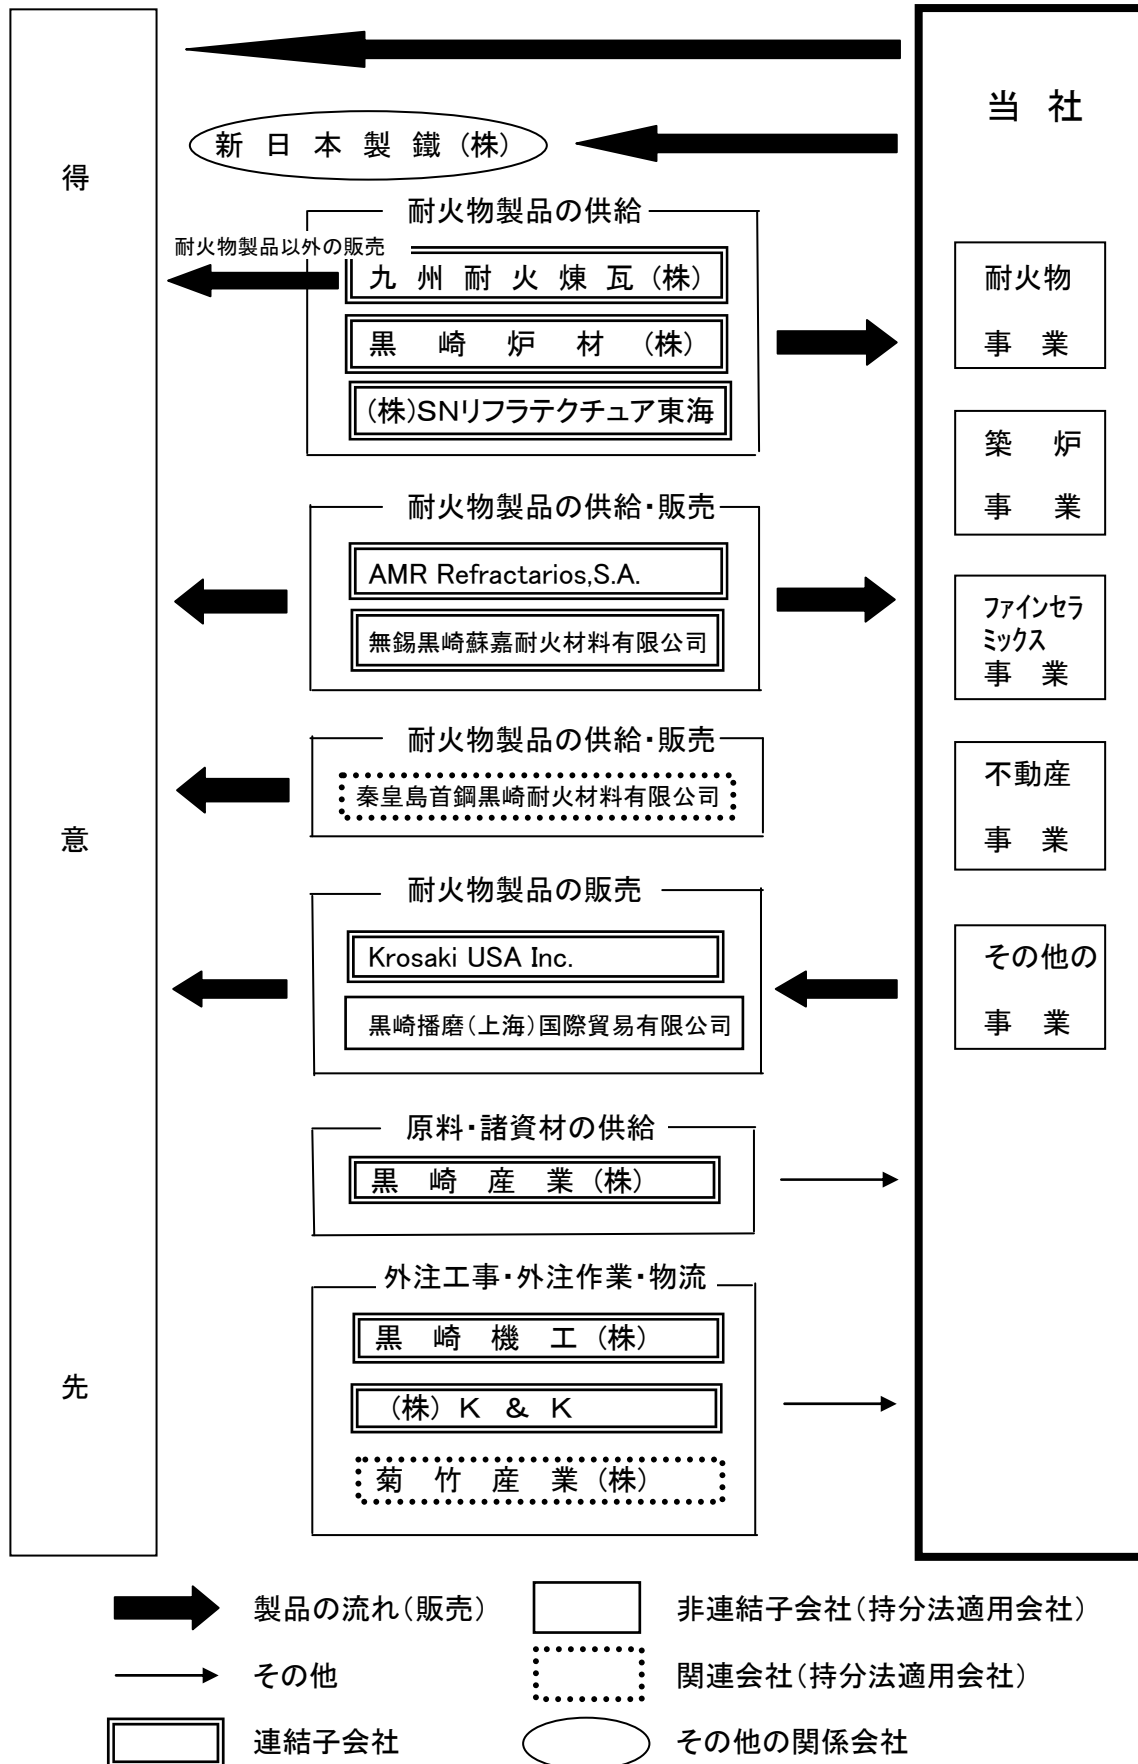 得
意
先
当 社
新 日 本 製 鐵 (株)
耐火物製品の供給
耐火物製品以外の販売
九 州 耐 火 煉 瓦 (株)
黒 崎 炉 材 (株)
(株)SNリフラテクチュア東海
耐火物
事 業
築 炉
事 業
ファインセラ
ミックス
事 業
不動産
事 業
その他の
事 業
耐火物製品の供給・販売
AMR Refractarios,S.A.
無錫黒崎蘇嘉耐火材料有限公司
耐火物製品の供給・販売
秦皇島首鋼黒崎耐火材料有限公司
耐火物製品の販売
Krosaki USA Inc.
黒崎播磨(上海)国際貿易有限公司
原料・諸資材の供給
黒 崎 産 業 (株)
外注工事・外注作業・物流
黒 崎 機 工 (株)
(株) K & K
菊 竹 産 業 (株)
製品の流れ(販売)
非連結子会社(持分法適用会社)
その他
関連会社(持分法適用会社)
連結子会社
その他の関係会社